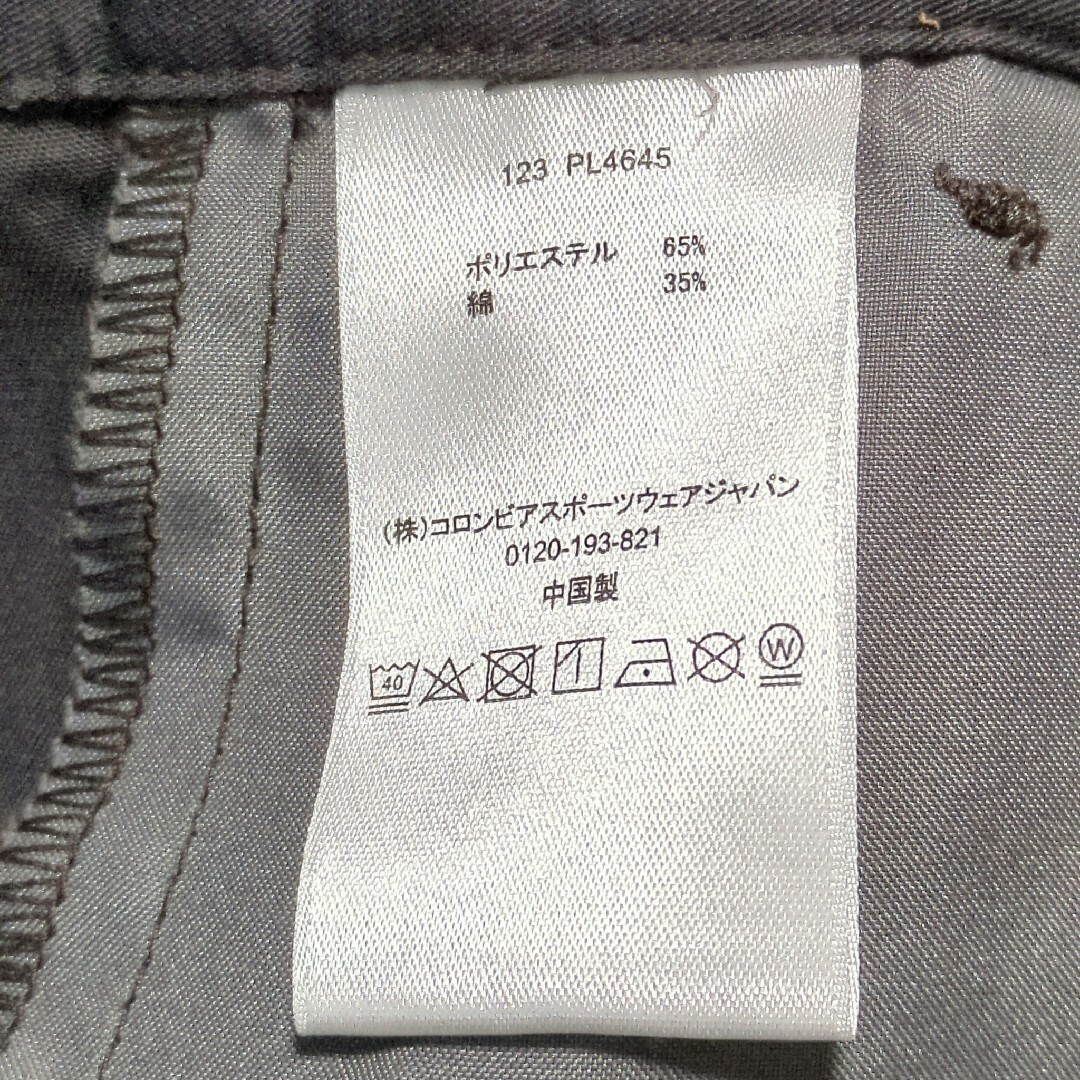 123 PL4645
ポリエステル 65%
綿 35%
(株)コロンビアスポーツウェアジャパン
0120-193-821
中国製
40 W